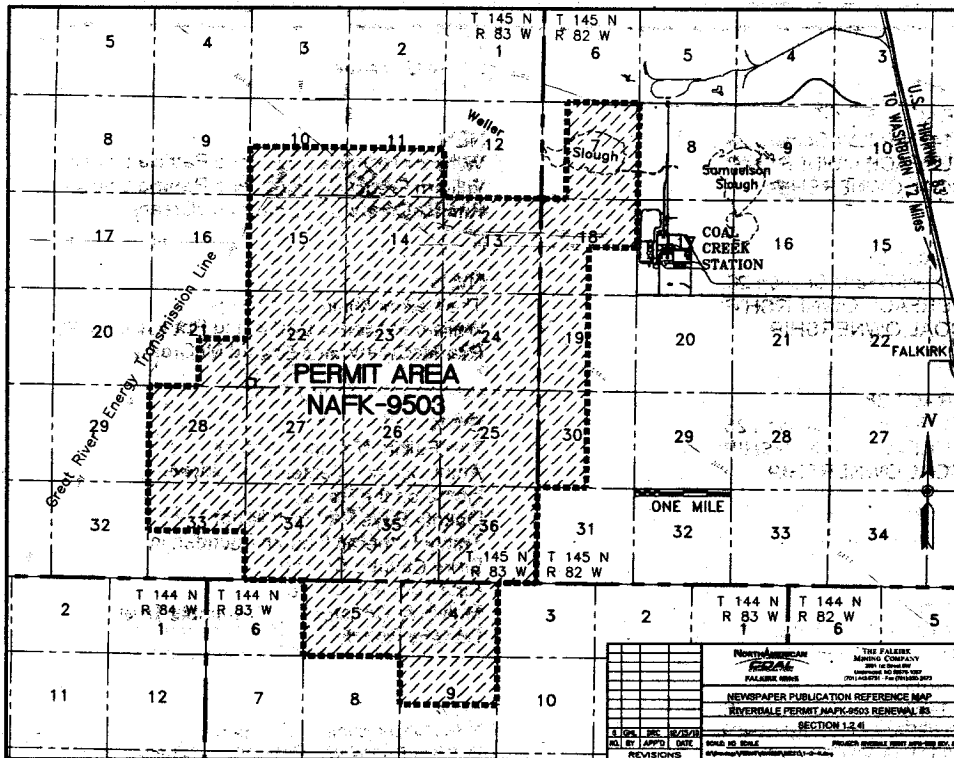 T 145 N T 145 N
R 83 W R 82 W
5 4 3 2 1 6 5 4 3
U.S. HIGHWAY 83
TO WASHBURN 12 Miles
8 9 10 11 12 7 8 9 10
Weller
Slough
Samuelson
Slough
17 16 15 14 13 18 16 15
COAL
CREEK
STATION
Great River Energy Transmission Line
20 21 22 23 24 19 20 21 22
FALKIRK
PERMIT AREA
NAFK-9503
29 28 27 26 25 30 29 28 27
N
ONE MILE
32 33 34 35 36 31 32 33 34
T 145 N T 145 N
R 83 W R 82 W
T 144 N T 144 N
R 84 W R 83 W
T 144 N T 144 N
R 83 W R 82 W
2 1 6 5 4 3 2 1 6 5
11 12 7 8 9 10
NORTH AMERICAN
COAL
FALKIRK MINE
THE FALKIRK
MINING COMPANY
NEWSPAPER PUBLICATION REFERENCE MAP
RIVERDALE PERMIT NAFK-9503 RENEWAL #3
SECTION 1.2.4i
NO. BY APP'D DATE
REVISIONS
SCALE: NO SCALE